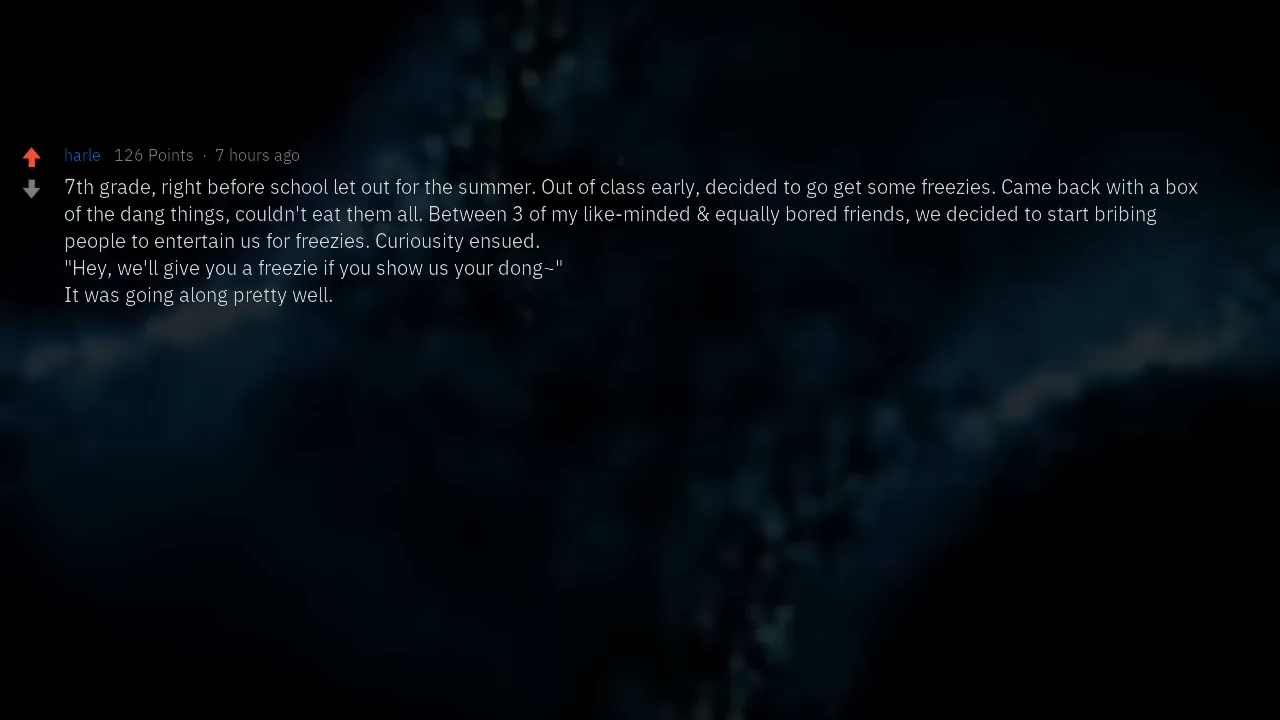 harle 126 Points · 7 hours ago
7th grade, right before school let out for the summer. Out of class early, decided to go get some freezies. Came back with a box
of the dang things, couldn't eat them all. Between 3 of my like-minded & equally bored friends, we decided to start bribing
people to entertain us for freezies. Curiousity ensued.
"Hey, we'll give you a freezie if you show us your dong~"
It was going along pretty well.